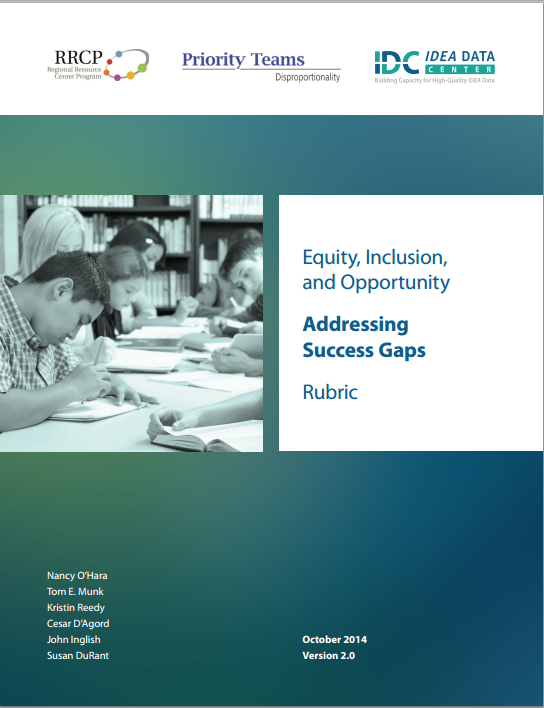 RRCP
Regional Resource
Center Program
Priority Teams
Disproportionality
IDC IDEA DATA
CENTER
Building Capacity for High-Quality IDEA Data
Equity, Inclusion,
and Opportunity
Addressing
Success Gaps
Rubric
Nancy O'Hara
Tom E. Munk
Kristin Reedy
Cesar D'Agord
John Inglish
Susan DuRant
October 2014
Version 2.0